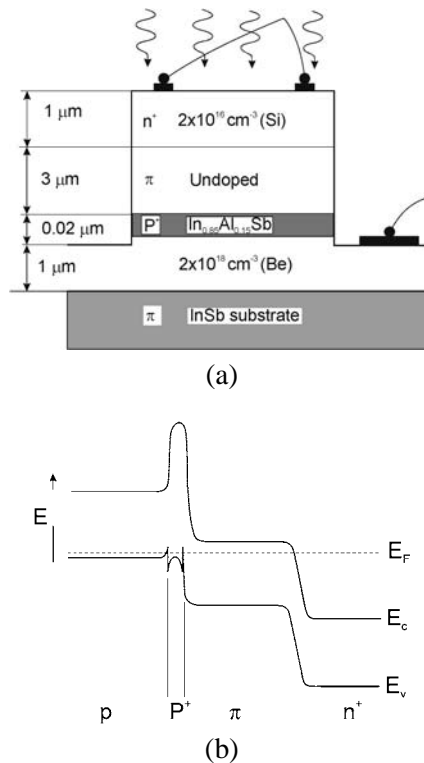 1 μm
n⁺ 2x10¹⁶ cm⁻³ (Si)
3 μm
π Undoped
0.02 μm
P⁺ In₀.₈₅Al₀.₁₅Sb
1 μm
2x10¹⁸ cm⁻³ (Be)
π InSb substrate
(a)
E
E_F
E_c
E_v
p P⁺ π n⁺
(b)